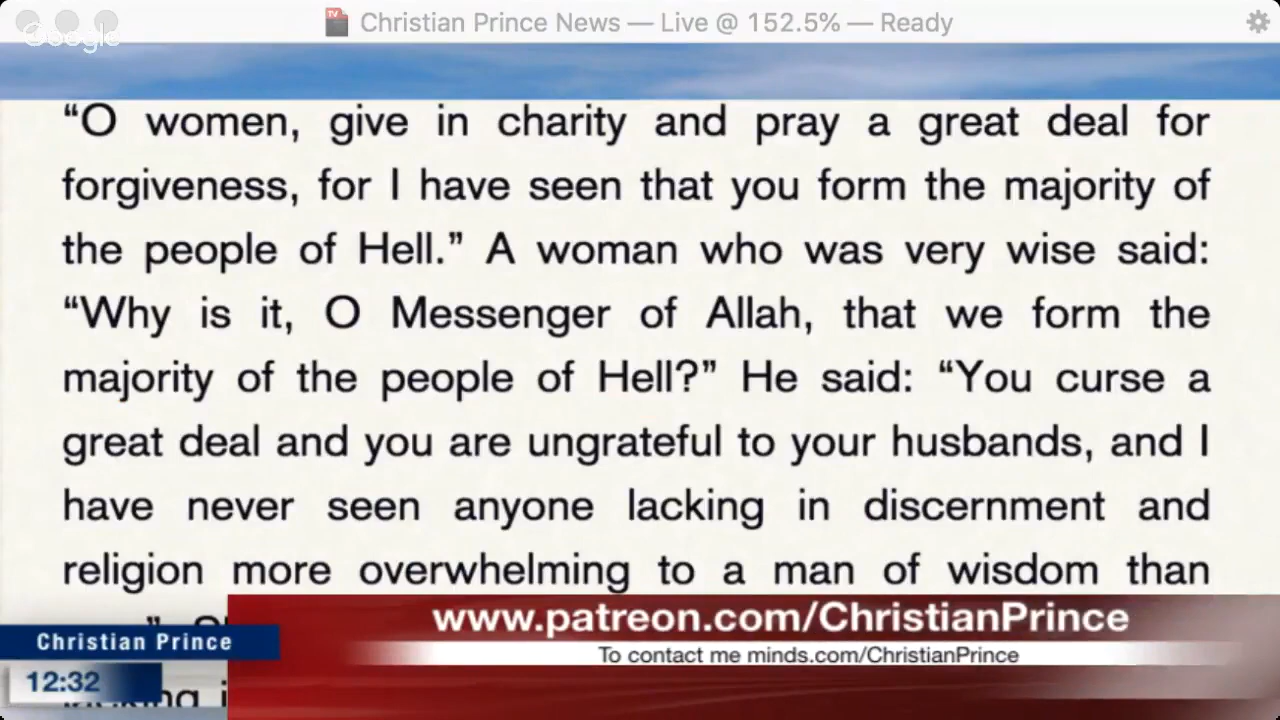 Christian Prince News — Live @ 152.5% — Ready
Google
“O women, give in charity and pray a great deal for
forgiveness, for I have seen that you form the majority of
the people of Hell.” A woman who was very wise said:
“Why is it, O Messenger of Allah, that we form the
majority of the people of Hell?” He said: “You curse a
great deal and you are ungrateful to your husbands, and I
have never seen anyone lacking in discernment and
religion more overwhelming to a man of wisdom than
www.patreon.com/ChristianPrince
Christian Prince
To contact me minds.com/ChristianPrince
12:32